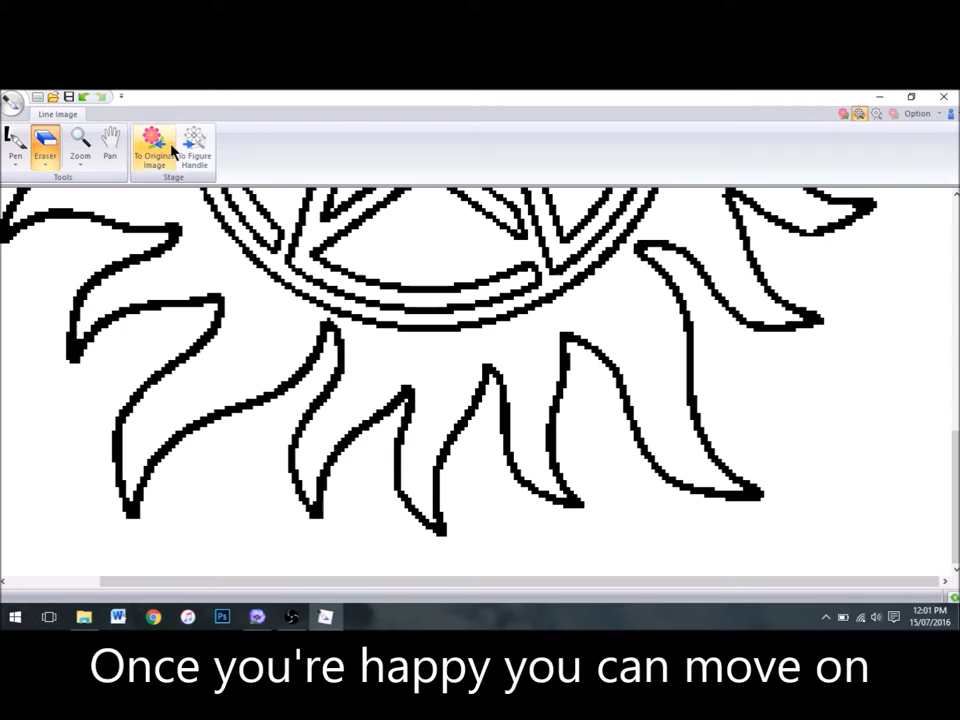 Line Image
Option
Pen
Eraser
Zoom
Pan
To Original Image
To Figure Handle
Tools
Stage
W
Ps
12:01 PM
15/07/2016
Once you're happy you can move on